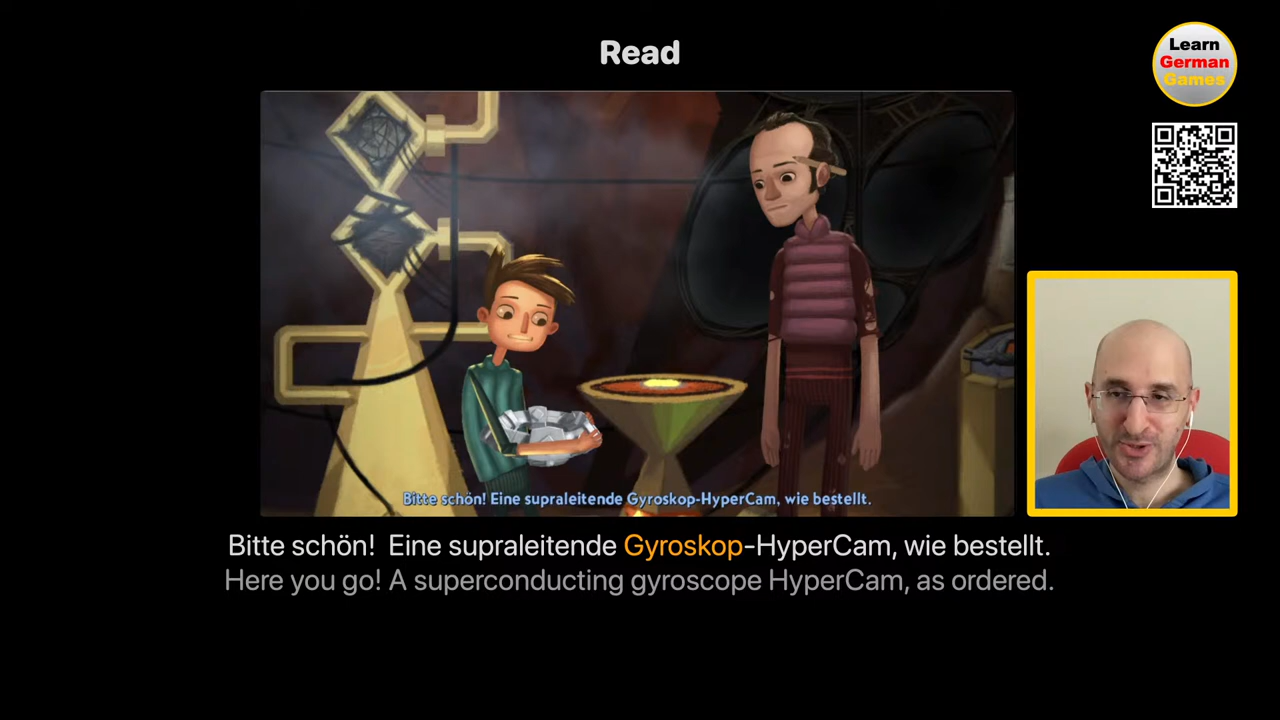 Read
Learn
German
Games
Bitte schön! Eine supraleitende Gyroskop-HyperCam, wie bestellt.
Bitte schön! Eine supraleitende Gyroskop-HyperCam, wie bestellt.
Here you go! A superconducting gyroscope HyperCam, as ordered.